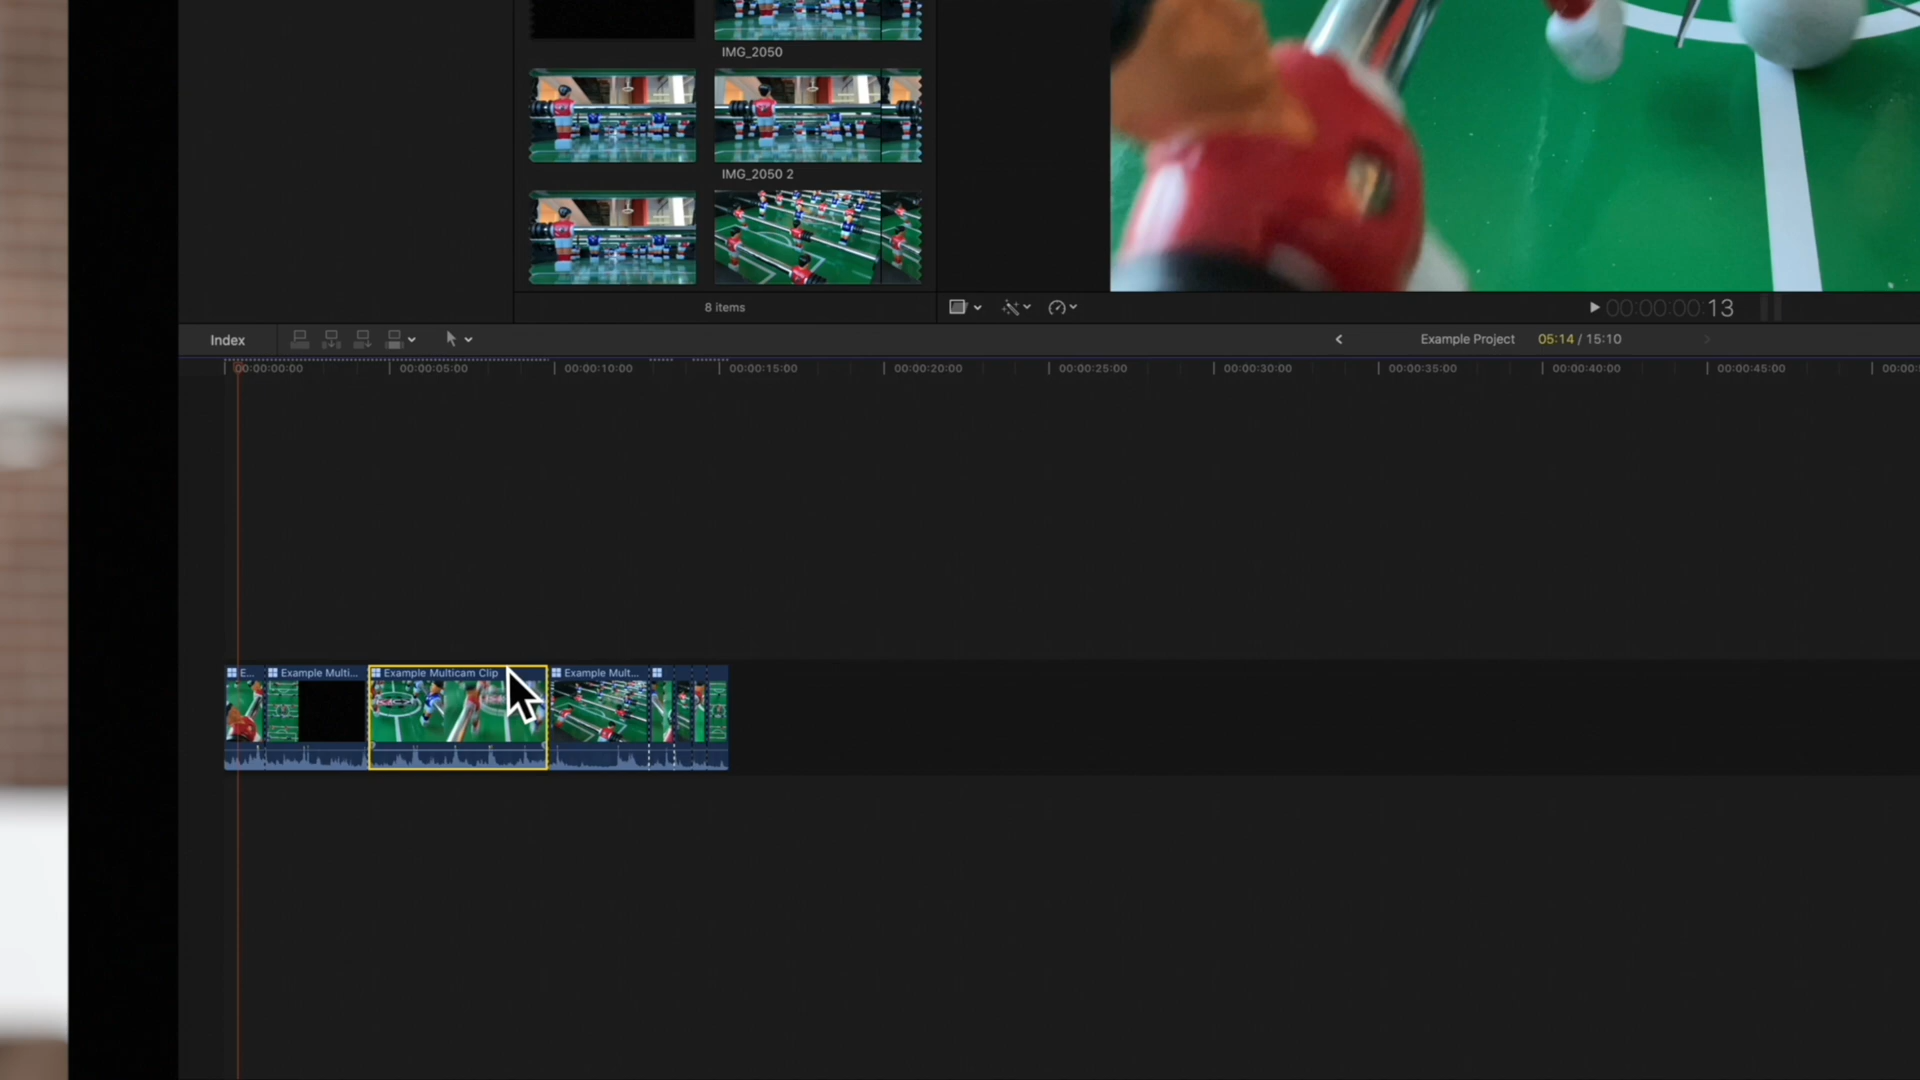 IMG_2050
IMG_2050 2
8 items
00:00:00:00:13
Index
Example Project
05:14 / 15:10
00:00:00:00
00:00:05:00
00:00:10:00
00:00:15:00
00:00:20:00
00:00:25:00
00:00:30:00
00:00:35:00
00:00:40:00
00:00:45:00
00:00:
E...
Example Multi...
Example Multicam Clip
Example Mult...